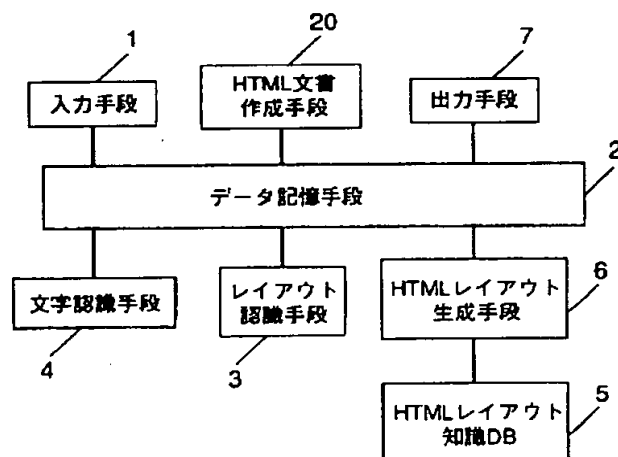 1
20
7
入力手段
HTML文書
作成手段
出力手段
2
データ記憶手段
文字認識手段
レイアウト
認識手段
HTMLレイアウト
生成手段
6
4
3
HTMLレイアウト
知識DB
5